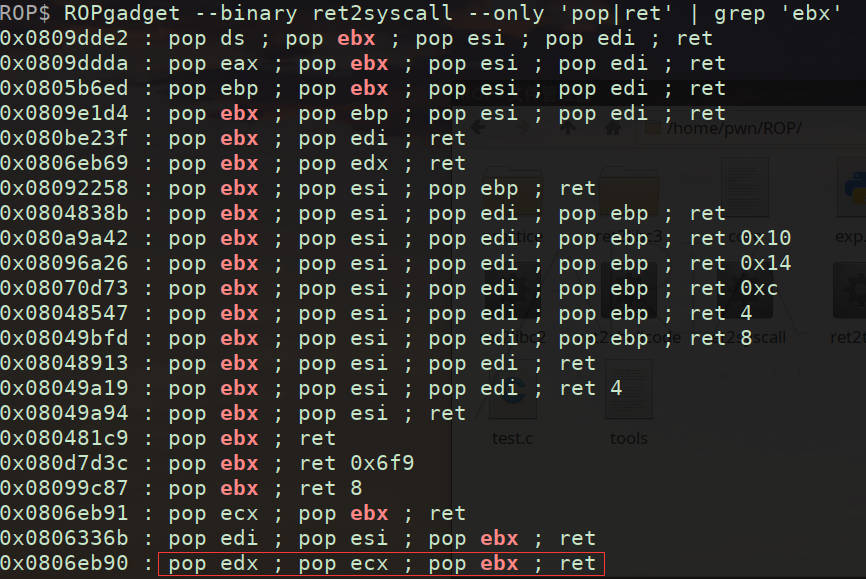 ROP$ ROPgadget --binary ret2syscall --only 'pop|ret' | grep 'ebx'
0x0809dde2 : pop ds ; pop ebx ; pop esi ; pop edi ; ret
0x0809ddda : pop eax ; pop ebx ; pop esi ; pop edi ; ret
0x0805b6ed : pop ebp ; pop ebx ; pop esi ; pop edi ; ret
0x0809e1d4 : pop ebx ; pop ebp ; pop esi ; pop edi ; ret
0x080be23f : pop ebx ; pop edi ; ret
0x0806eb69 : pop ebx ; pop edx ; ret
0x08092258 : pop ebx ; pop esi ; pop ebp ; ret
0x0804838b : pop ebx ; pop esi ; pop edi ; pop ebp ; ret
0x080a9a42 : pop ebx ; pop esi ; pop edi ; pop ebp ; ret 0x10
0x08096a26 : pop ebx ; pop esi ; pop edi ; pop ebp ; ret 0x14
0x08070d73 : pop ebx ; pop esi ; pop edi ; pop ebp ; ret 0xc
0x08048547 : pop ebx ; pop esi ; pop edi ; pop ebp ; ret 4
0x08049bfd : pop ebx ; pop esi ; pop edi ; pop ebp ; ret 8
0x08048913 : pop ebx ; pop esi ; pop edi ; ret
0x08049a19 : pop ebx ; pop esi ; pop edi ; ret 4
0x08049a94 : pop ebx ; pop esi ; ret
0x080481c9 : pop ebx ; ret
0x080d7d3c : pop ebx ; ret 0x6f9
0x08099c87 : pop ebx ; ret 8
0x0806eb91 : pop ecx ; pop ebx ; ret
0x0806336b : pop edi ; pop esi ; pop ebx ; ret
0x0806eb90 : pop edx ; pop ecx ; pop ebx ; ret
/home/pwn/ROP/
exp.
test.c
tools